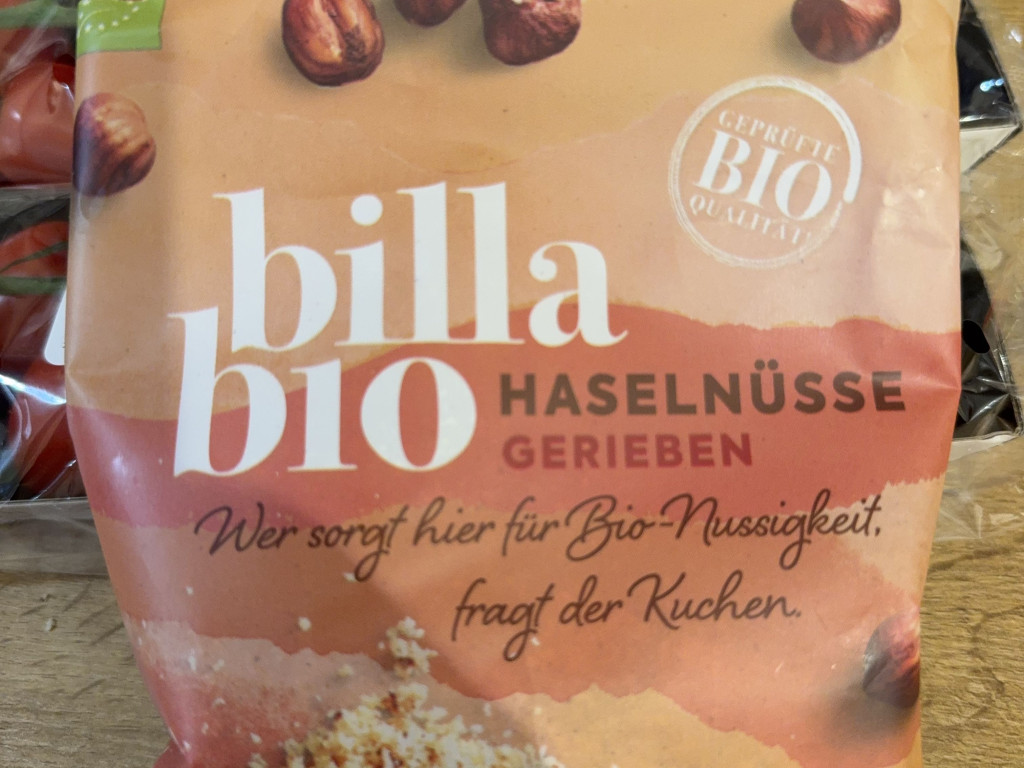 GEPRÜFTE
BIO
QUALITÄT
billa
bio
HASELNÜSSE
GERIEBEN
Wer sorgt hier für Bio-Nussigkeit,
fragt der Kuchen.